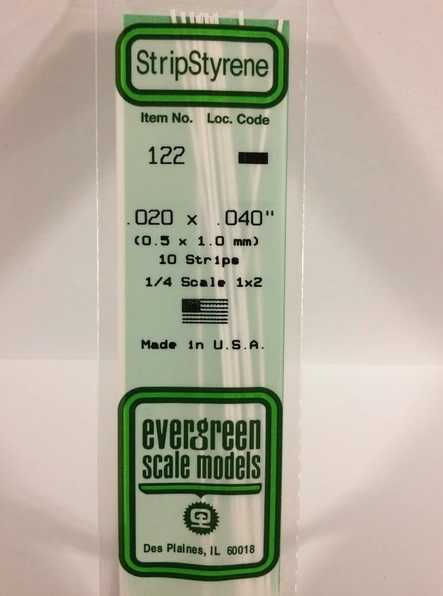 StripStyrene
Item No. Loc. Code
122
.020 x .040"
(0.5 x 1.0 mm)
10 Strips
1/4 Scale 1x2
Made in U.S.A.
evergreen
scale models
Des Plaines, IL 60018